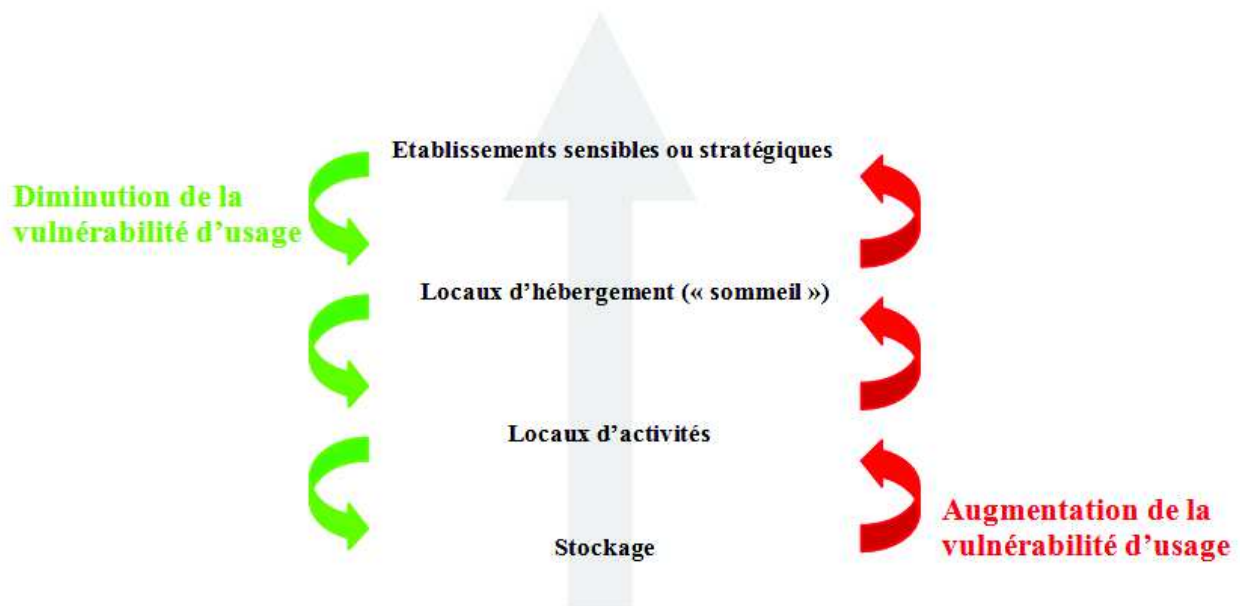 Etablissements sensibles ou stratégiques
Diminution de la
vulnérabilité d’usage
Locaux d’hébergement (« sommeil »)
Locaux d’activités
Augmentation de la
vulnérabilité d’usage
Stockage